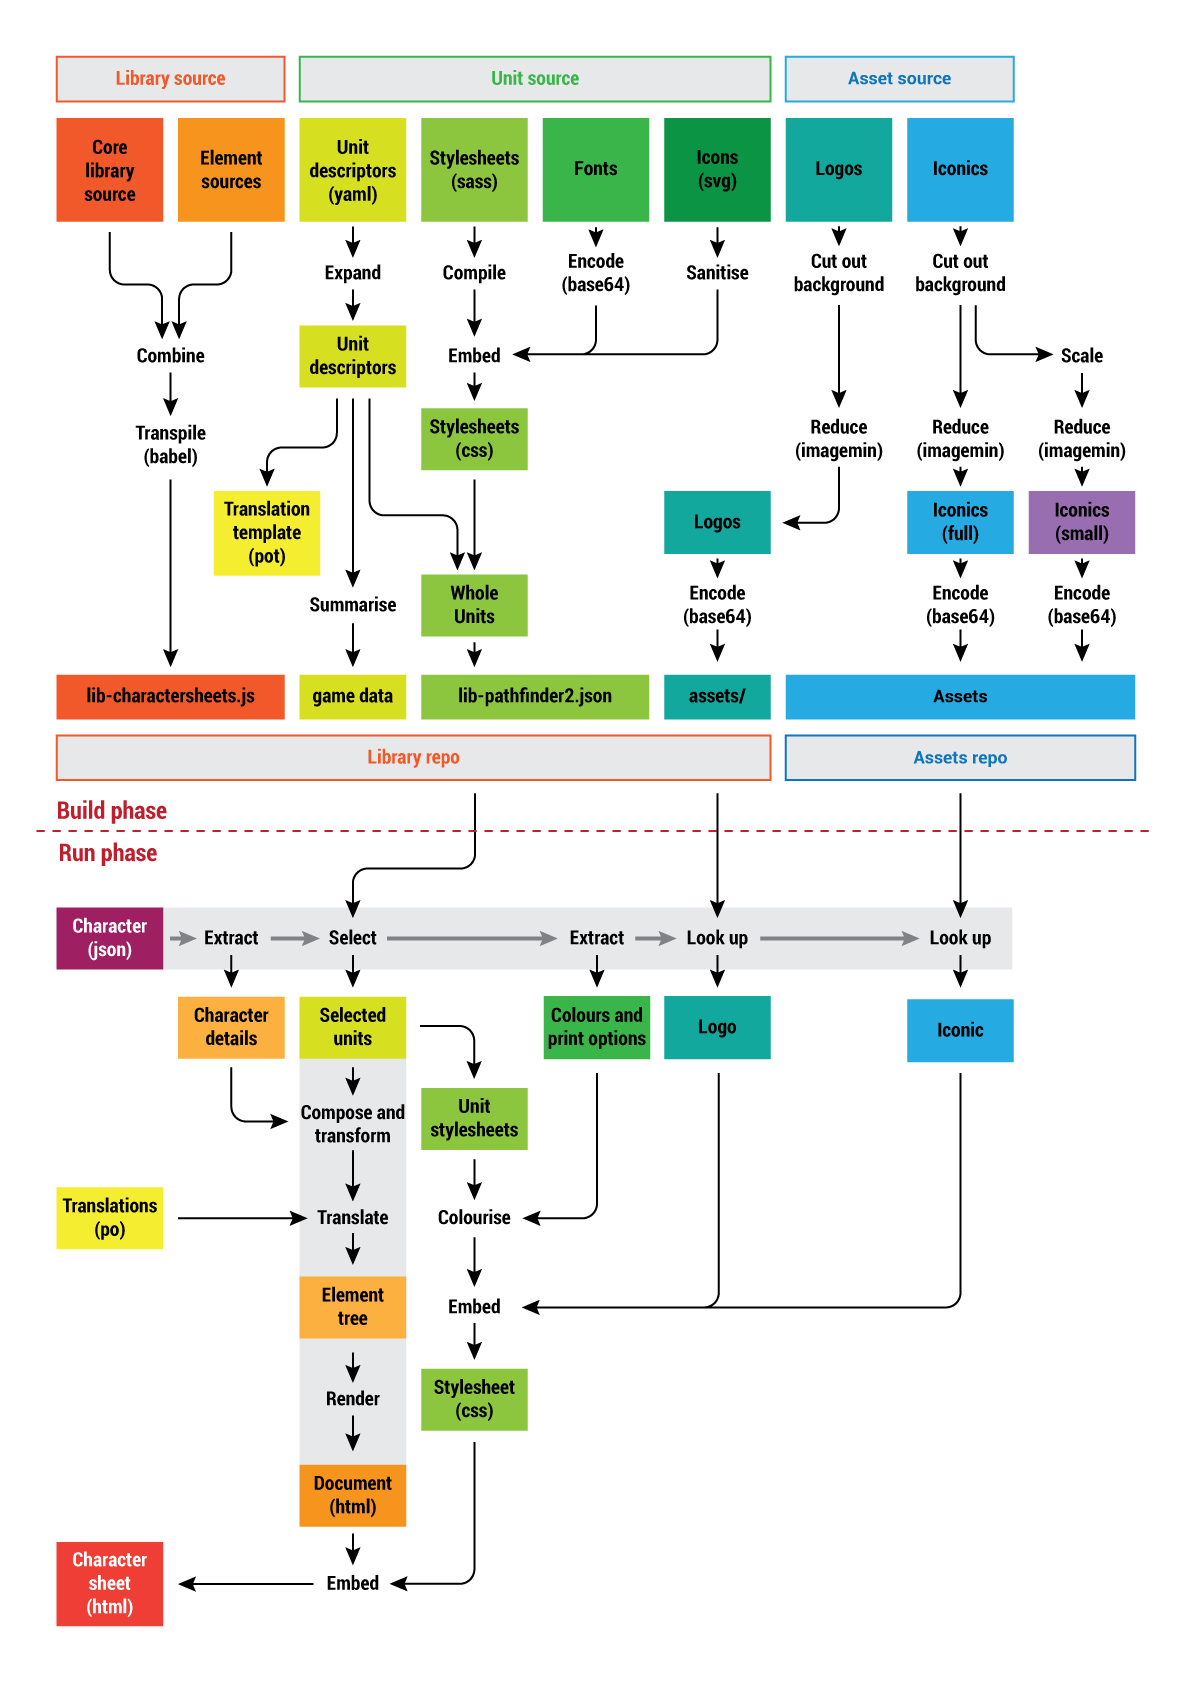 Library source
Unit source
Asset source
Core
library
source
Element
sources
Unit
descriptors
(yaml)
Stylesheets
(sass)
Fonts
Icons
(svg)
Logos
Iconics
Expand
Compile
Encode
(base64)
Sanitise
Cut out
background
Cut out
background
Combine
Unit
descriptors
Embed
Scale
Transpile
(babel)
Stylesheets
(css)
Reduce
(imagemin)
Reduce
(imagemin)
Reduce
(imagemin)
Translation
template
(pot)
Logos
Iconics
(full)
Iconics
(small)
Summarise
Whole
Units
Encode
(base64)
Encode
(base64)
Encode
(base64)
lib-charactersheets.js
game data
lib-pathfinder2.json
assets/
Assets
Library repo
Assets repo
Build phase
Run phase
Character
(json)
Extract
Select
Extract
Look up
Look up
Character
details
Selected
units
Colours and
print options
Logo
Iconic
Compose and
transform
Unit
stylesheets
Translations
(po)
Translate
Colourise
Element
tree
Embed
Render
Stylesheet
(css)
Document
(html)
Character
sheet
(html)
Embed